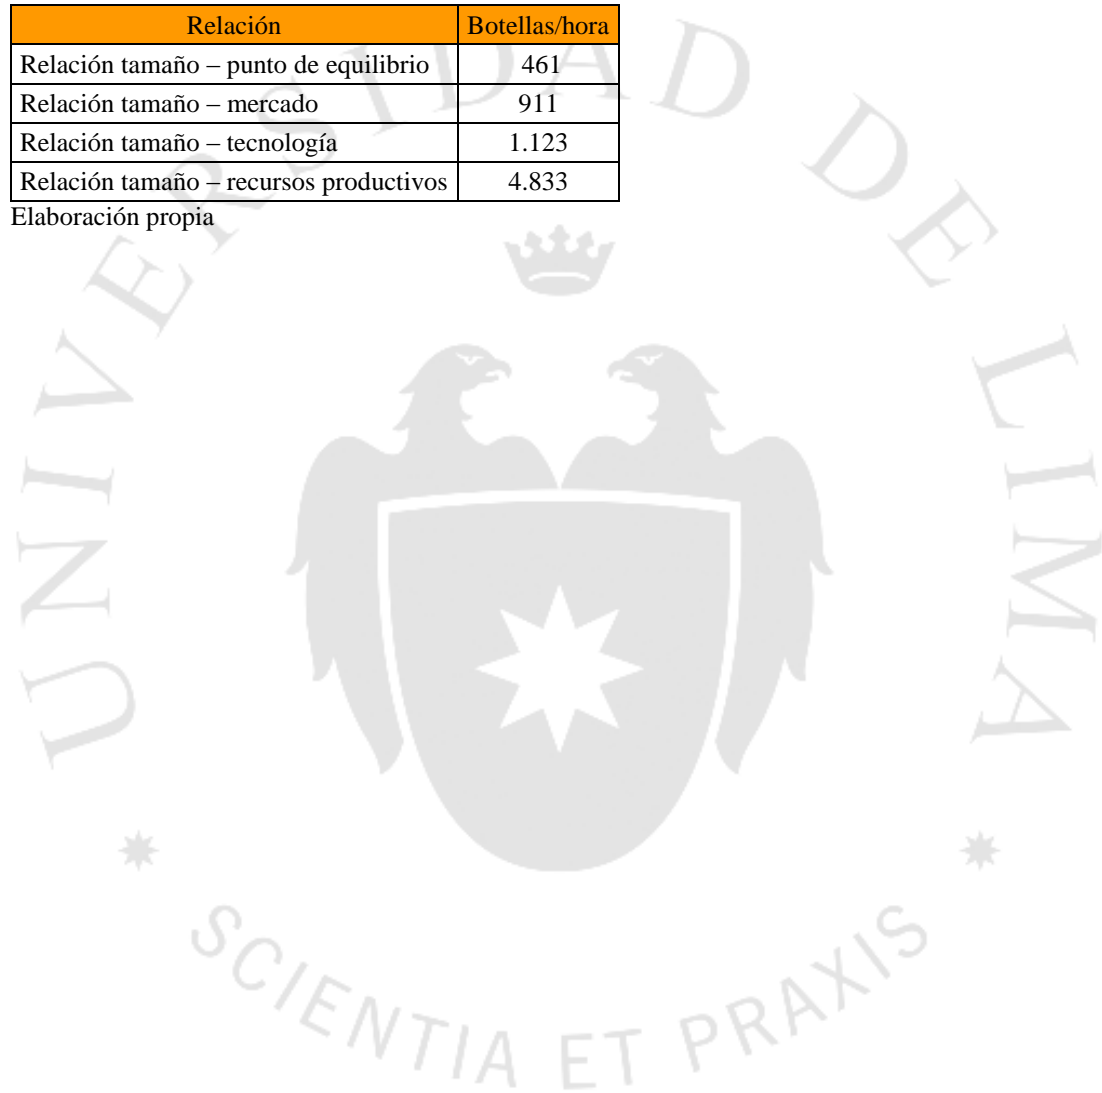 Relación Botellas/hora
Relación tamaño – punto de equilibrio 461
Relación tamaño – mercado 911
Relación tamaño – tecnología 1.123
Relación tamaño – recursos productivos 4.833
Elaboración propia
UNIVERSIDAD DE LIMA
SCIENTIA ET PRAXIS